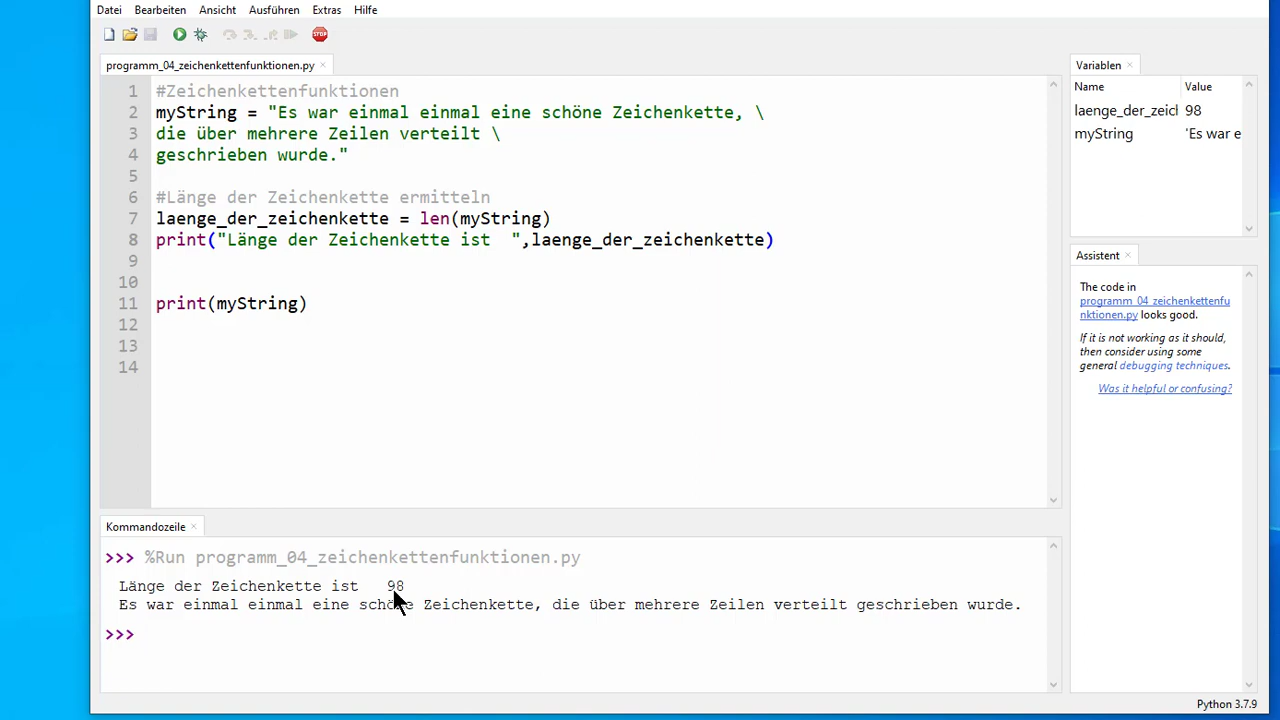 Datei Bearbeiten Ansicht Ausführen Extras Hilfe
STOP
programm_04_zeichenkettenfunktionen.py ×
1 #Zeichenkettenfunktionen
2 myString = "Es war einmal einmal eine schöne Zeichenkette, \
3 die über mehrere Zeilen verteilt \
4 geschrieben wurde."
5
6 #Länge der Zeichenkette ermitteln
7 laenge_der_zeichenkette = len(myString)
8 print("Länge der Zeichenkette ist  ",laenge_der_zeichenkette)
9
10
11 print(myString)
12
13
14
Variablen ×
Name Value
laenge_der_zeicl 98
myString 'Es war e
Assistent ×
The code in
programm_04_zeichenkettenfu
nktionen.py looks good.
If it is not working as it should,
then consider using some
general debugging techniques.
Was it helpful or confusing?
Kommandozeile ×
>>> %Run programm_04_zeichenkettenfunktionen.py
Länge der Zeichenkette ist   98
Es war einmal einmal eine schöne Zeichenkette, die über mehrere Zeilen verteilt geschrieben wurde.
>>>
Python 3.7.9